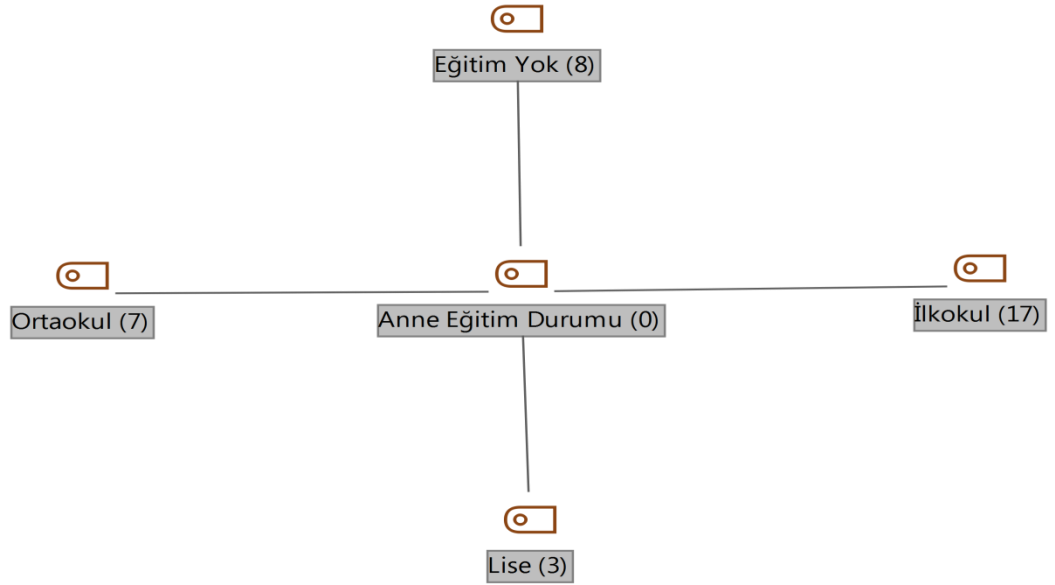 Eğitim Yok (8)
Ortaokul (7)
Anne Eğitim Durumu (0)
İlkokul (17)
Lise (3)